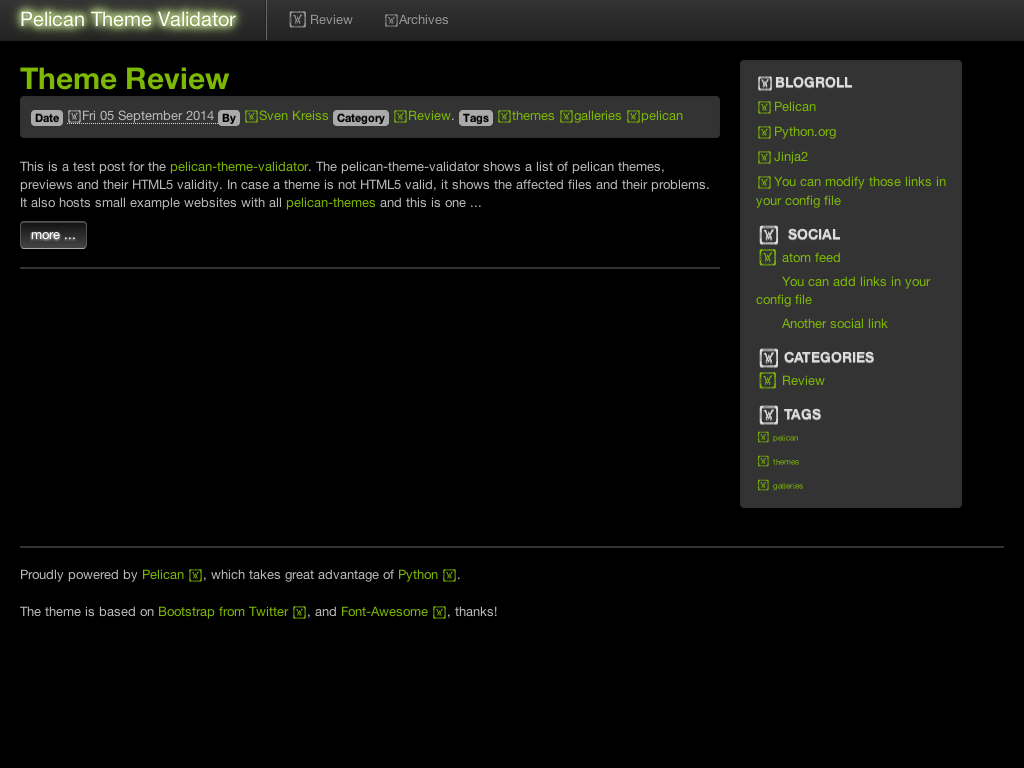 Pelican Theme Validator
Review
Archives
Theme Review
Date Fri 05 September 2014 By Sven Kreiss Category Review. Tags themes galleries pelican
This is a test post for the pelican-theme-validator. The pelican-theme-validator shows a list of pelican themes,
previews and their HTML5 validity. In case a theme is not HTML5 valid, it shows the affected files and their problems.
It also hosts small example websites with all pelican-themes and this is one ...
more ...
BLOGROLL
Pelican
Python.org
Jinja2
You can modify those links in
your config file
SOCIAL
atom feed
You can add links in your
config file
Another social link
CATEGORIES
Review
TAGS
pelican
themes
galleries
Proudly powered by Pelican , which takes great advantage of Python .
The theme is based on Bootstrap from Twitter , and Font-Awesome , thanks!